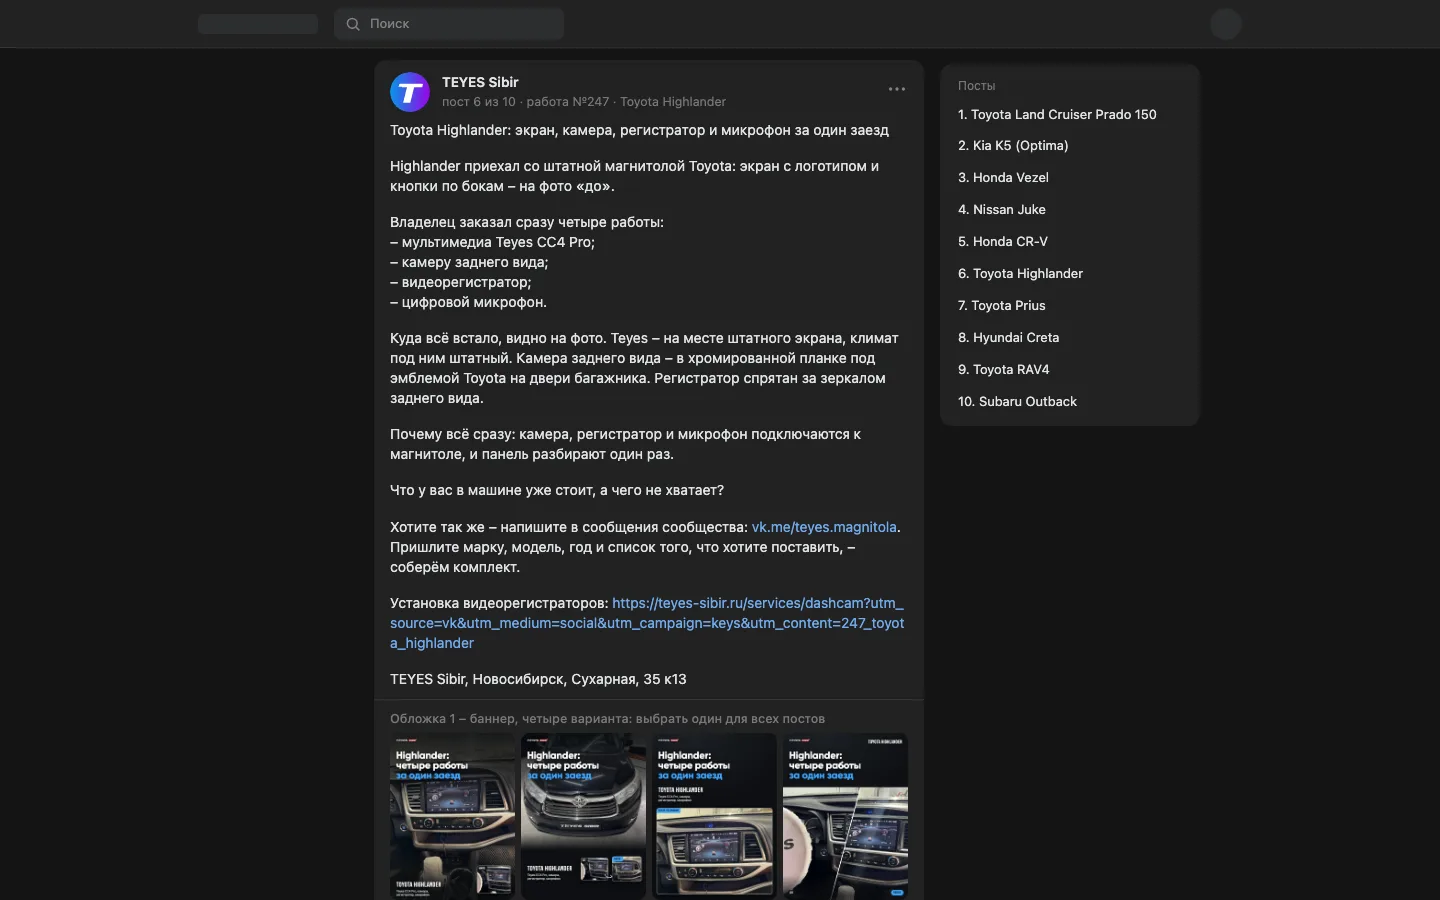 Поиск
TEYES Sibir
пост 6 из 10 · работа №247 · Toyota Highlander
Toyota Highlander: экран, камера, регистратор и микрофон за один заезд
Highlander приехал со штатной магнитолой Toyota: экран с логотипом и
кнопки по бокам – на фото «до».
Владелец заказал сразу четыре работы:
– мультимедиа Teyes CC4 Pro;
– камеру заднего вида;
– видеорегистратор;
– цифровой микрофон.
Куда всё встало, видно на фото. Teyes – на месте штатного экрана, климат
под ним штатный. Камера заднего вида – в хромированной планке под
эмблемой Toyota на двери багажника. Регистратор спрятан за зеркалом
заднего вида.
Почему всё сразу: камера, регистратор и микрофон подключаются к
магнитоле, и панель разбирают один раз.
Что у вас в машине уже стоит, а чего не хватает?
Хотите так же – напишите в сообщения сообщества: vk.me/teyes.magnitola.
Пришлите марку, модель, год и список того, что хотите поставить, –
соберём комплект.
Установка видеорегистраторов: https://teyes-sibir.ru/services/dashcam?utm_
source=vk&utm_medium=social&utm_campaign=keys&utm_content=247_toyot
a_highlander
TEYES Sibir, Новосибирск, Сухарная, 35 к13
Обложка 1 – баннер, четыре варианта: выбрать один для всех постов
Highlander:
четыре работы
за один заезд
TOYOTA HIGHLANDER
Highlander:
четыре работы
за один заезд
TOYOTA HIGHLANDER
Highlander:
четыре работы
за один заезд
TOYOTA HIGHLANDER
TOYOTA HIGHLANDER
Highlander:
четыре работы
за один заезд
Посты
1. Toyota Land Cruiser Prado 150
2. Kia K5 (Optima)
3. Honda Vezel
4. Nissan Juke
5. Honda CR-V
6. Toyota Highlander
7. Toyota Prius
8. Hyundai Creta
9. Toyota RAV4
10. Subaru Outback